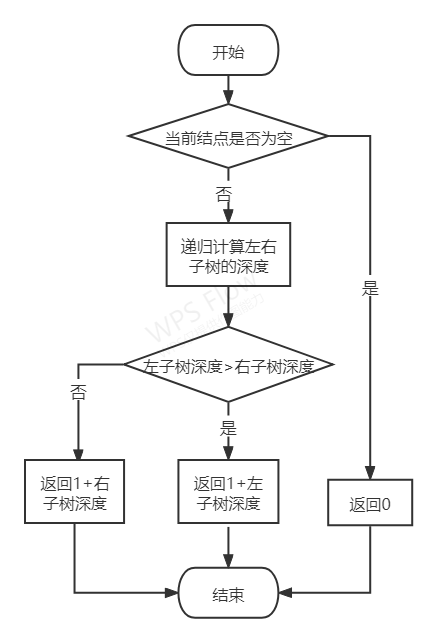 开始
当前结点是否为空
否
递归计算左右
子树的深度
是
WPS Flow
左子树深度>右子树深度
否
是
返回1+右
子树深度
返回1+左
子树深度
返回0
结束